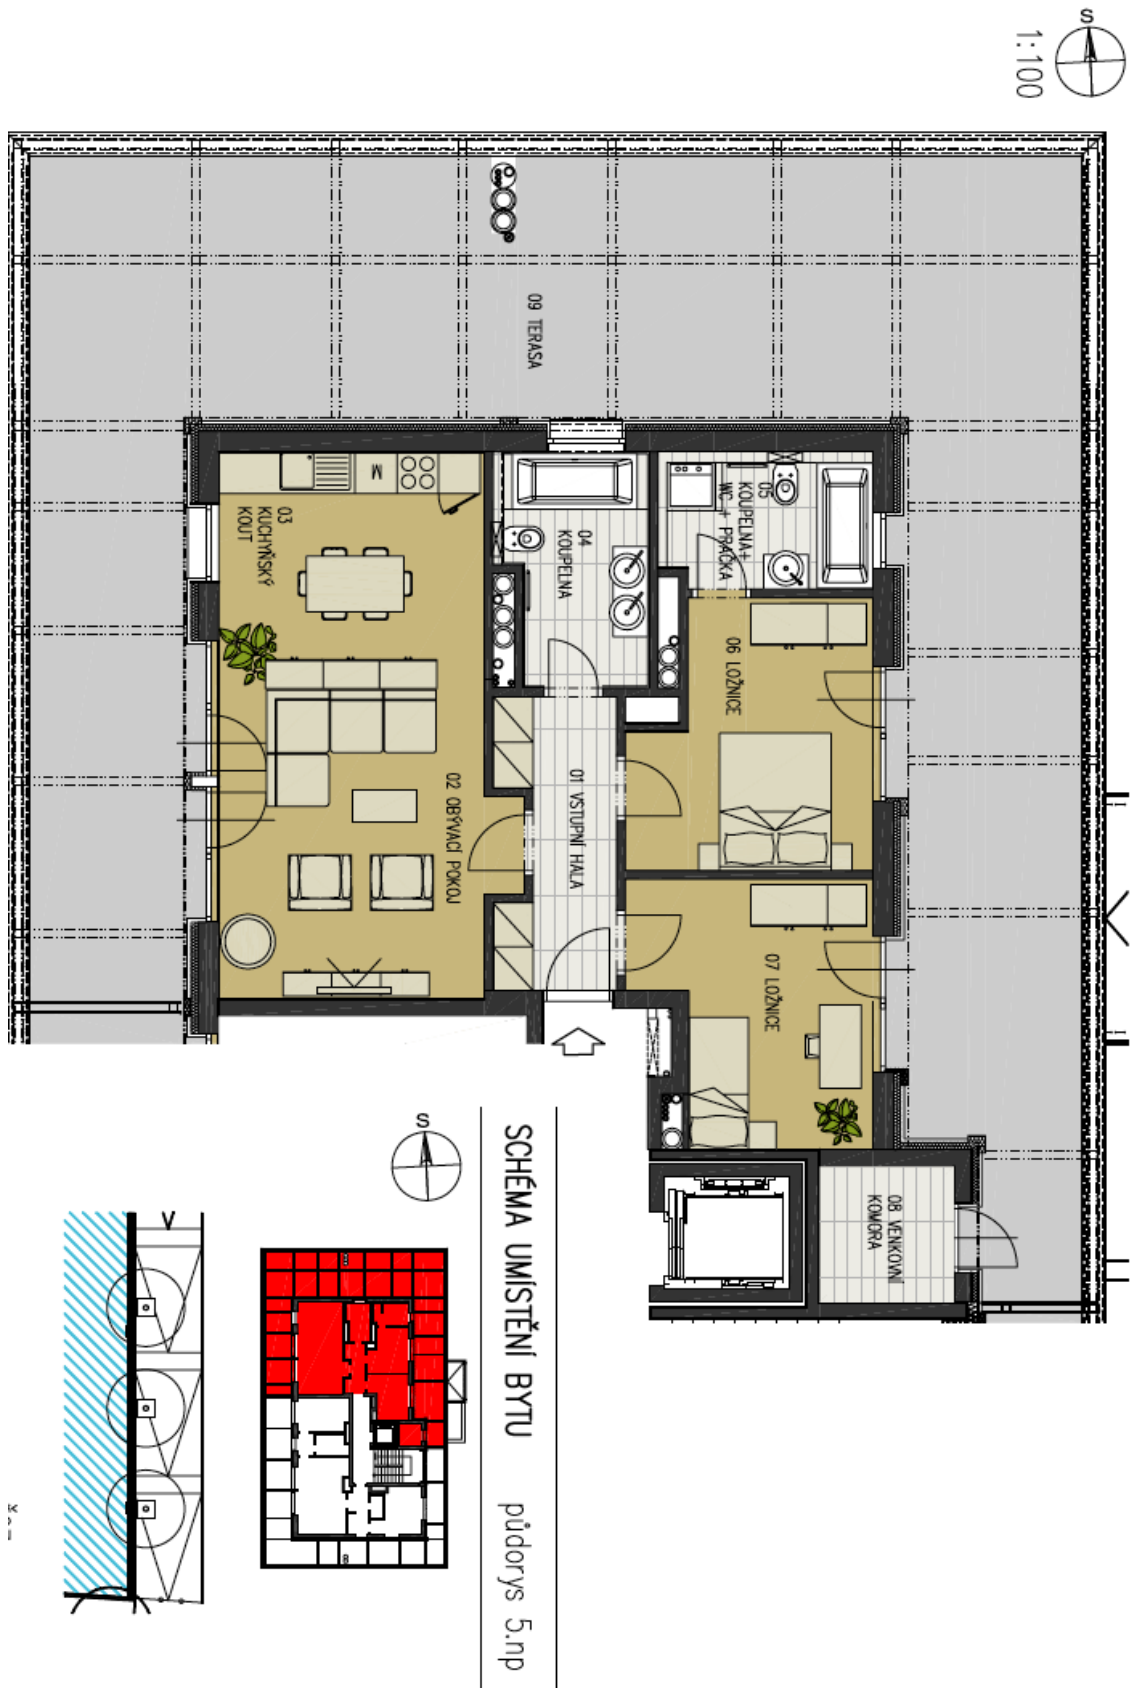 S
1:100
09 TERASA
03
KUCHYŇSKÝ
KOUT
M
04
KOUPELNA
05
KOUPELNA+
WC + PRAČKA
06 LOŽNICE
02 OBÝVACÍ POKOJ
01 VSTUPNÍ HALA
07 LOŽNICE
08 VENKOVNÍ
KOMORA
S
SCHÉMA UMÍSTĚNÍ BYTU půdorys 5.np